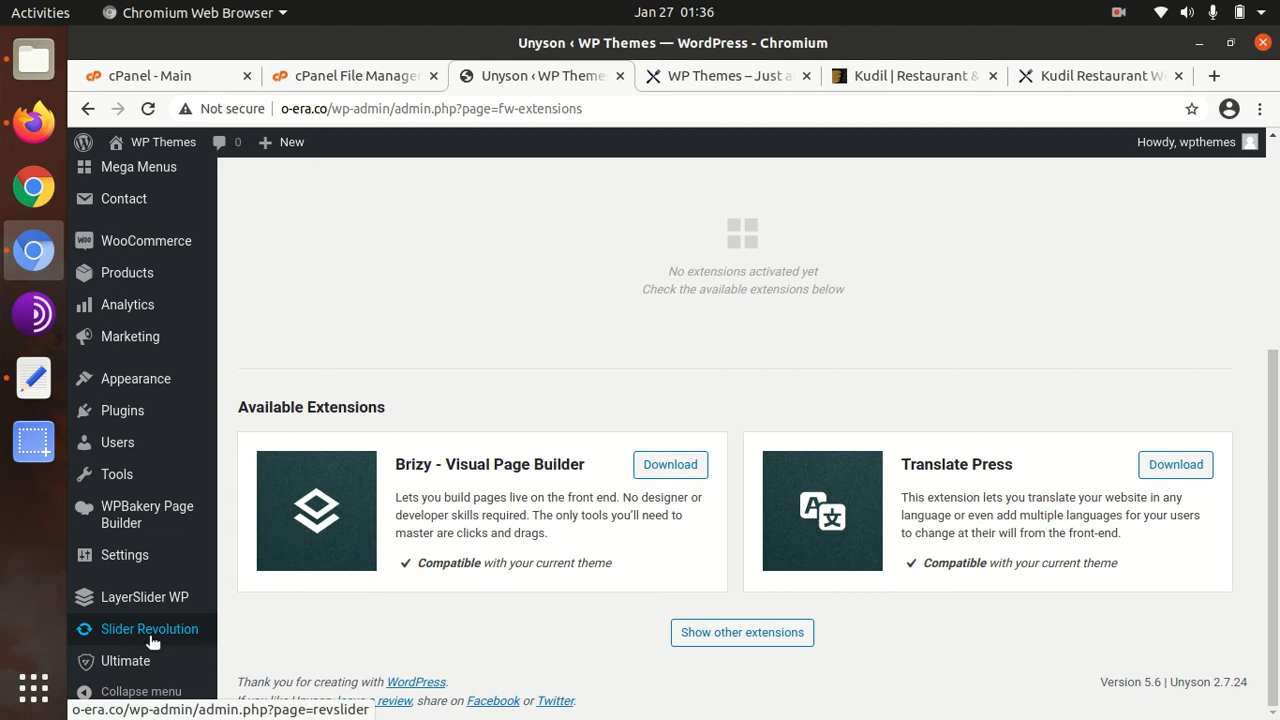 Activities
Chromium Web Browser
Jan 27 01:36
Unyson ‹ WP Themes — WordPress - Chromium
cPanel - Main
cPanel File Manage
Unyson ‹ WP Theme
WP Themes – Just a
Kudil | Restaurant &
Kudil Restaurant W
Not secure
o-era.co/wp-admin/admin.php?page=fw-extensions
WP Themes
0
New
Howdy, wpthemes
Mega Menus
Contact
WooCommerce
Products
Analytics
Marketing
Appearance
Plugins
Users
Tools
WPBakery Page
Builder
Settings
LayerSlider WP
Slider Revolution
Ultimate
Collapse menu
No extensions activated yet
Check the available extensions below
Available Extensions
Brizy - Visual Page Builder
Download
Lets you build pages live on the front end. No designer or
developer skills required. The only tools you'll need to
master are clicks and drags.
Compatible with your current theme
Translate Press
Download
This extension lets you translate your website in any
language or even add multiple languages for your users
to change at their will from the front-end.
Compatible with your current theme
Show other extensions
Thank you for creating with WordPress.
Version 5.6 | Unyson 2.7.24
review, share on Facebook or Twitter.
o-era.co/wp-admin/admin.php?page=revslider